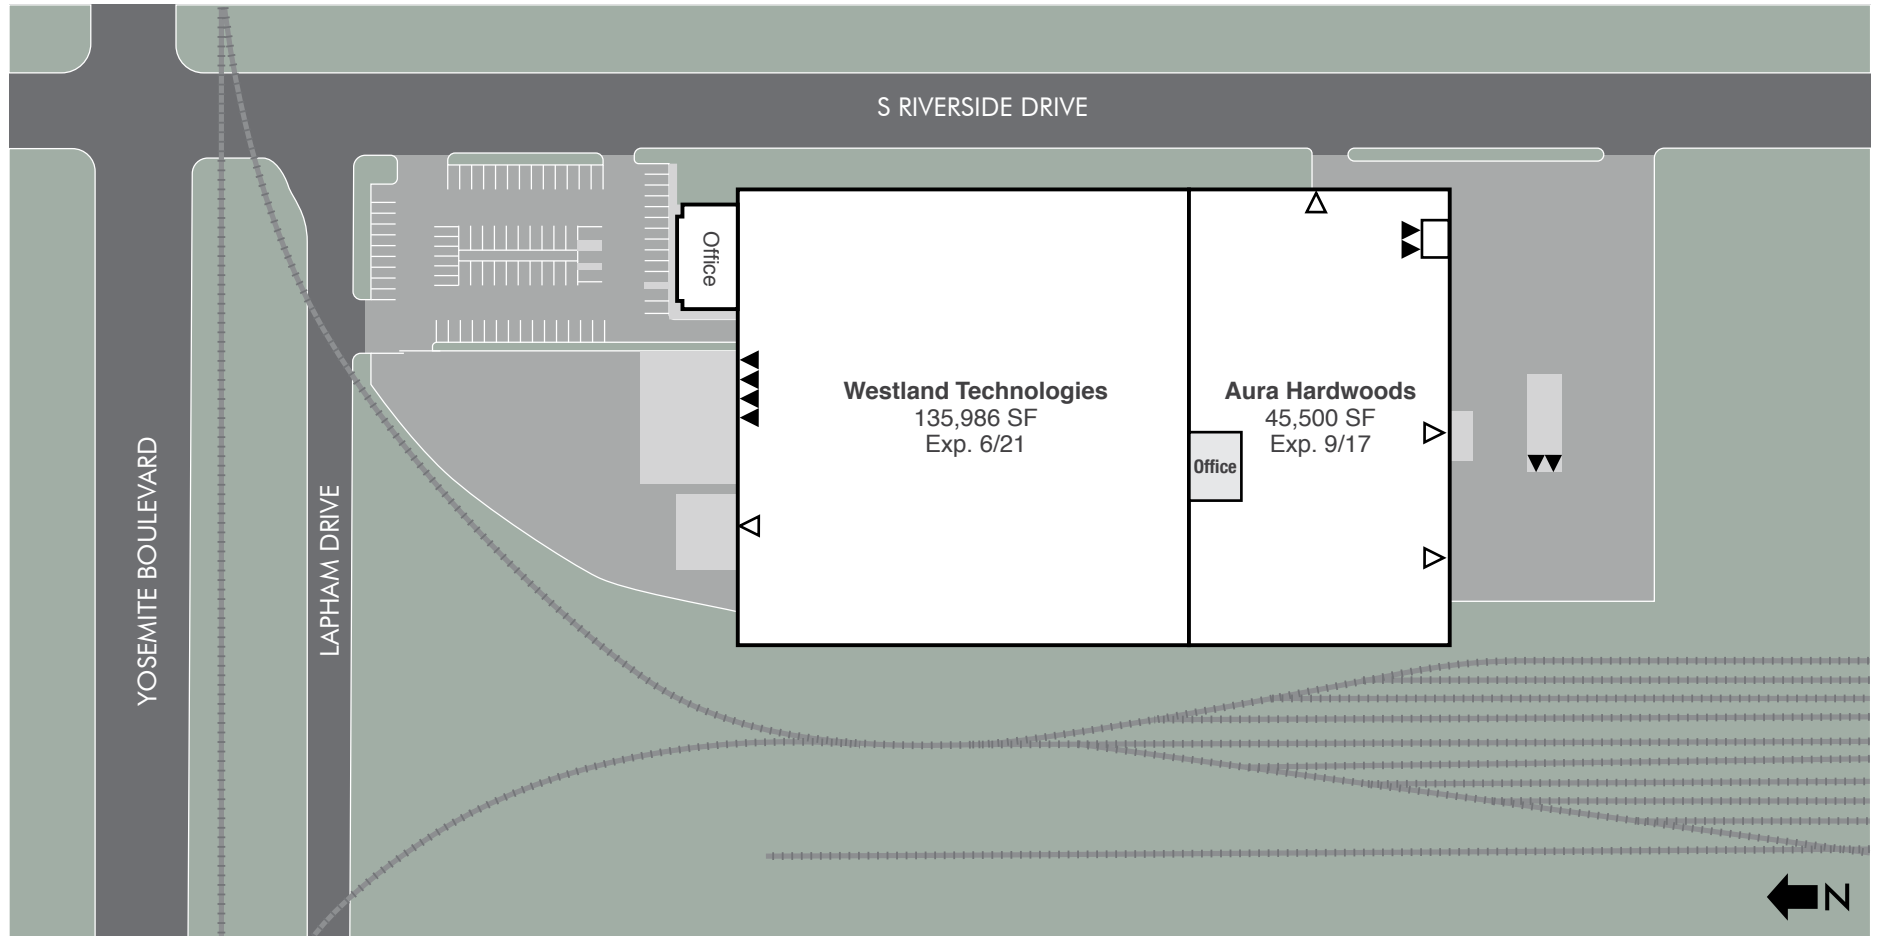 S RIVERSIDE DRIVE
Office
Westland Technologies
135,986 SF
Exp. 6/21
Aura Hardwoods
45,500 SF
Exp. 9/17
Office
YOSEMITE BOULEVARD
LAPHAM DRIVE
N